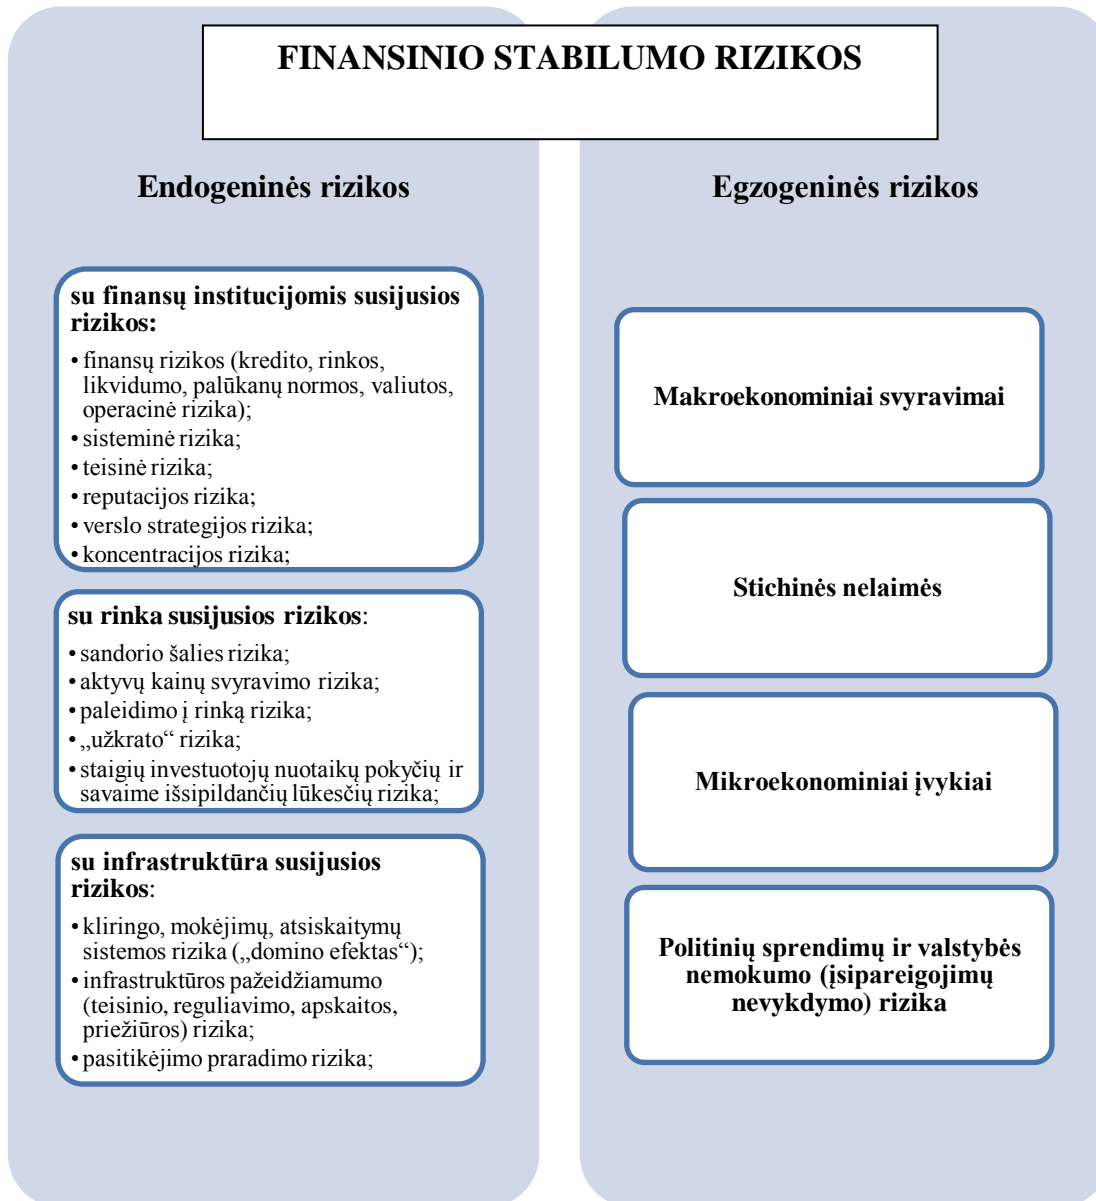 FINANSINIO STABILUMO RIZIKOS
Endogeninės rizikos
su finansų institucijomis susijusios
rizikos:
• finansų rizikos (kredito, rinkos,
likvidumo, palūkanų normos, valiutos,
operacinė rizika);
• sisteminė rizika;
• teisinė rizika;
• reputacijos rizika;
• verslo strategijos rizika;
• koncentracijos rizika;
su rinka susijusios rizikos:
• sandorio šalies rizika;
• aktyvų kainų svyravimo rizika;
• paleidimo į rinką rizika;
• „užkrato“ rizika;
• staigių investuotojų nuotaikų pokyčių ir
savaime išsipildančių lūkesčių rizika;
su infrastruktūra susijusios
rizikos:
• kliringo, mokėjimų, atsiskaitymų
sistemos rizika („domino efektas“);
• infrastruktūros pažeidžiamumo
(teisinio, reguliavimo, apskaitos,
priežiūros) rizika;
• pasitikėjimo praradimo rizika;
Egzogeninės rizikos
Makroekonominiai svyravimai
Stichinės nelaimės
Mikroekonominiai įvykiai
Politinių sprendimų ir valstybės
nemokumo (įsipareigojimų
nevykdymo) rizika